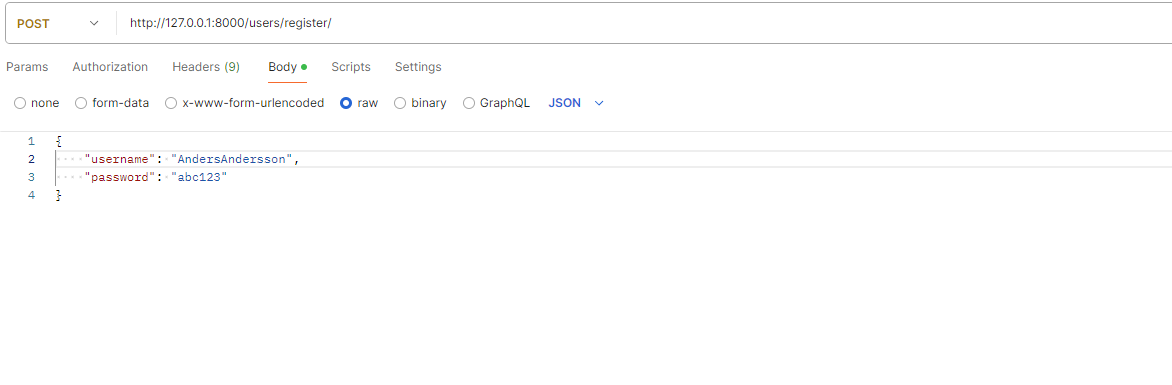 POST http://127.0.0.1:8000/users/register/
Params Authorization Headers (9) Body Scripts Settings
none form-data x-www-form-urlencoded raw binary GraphQL JSON
1 {
2 "username": "AndersAndersson",
3 "password": "abc123"
4 }